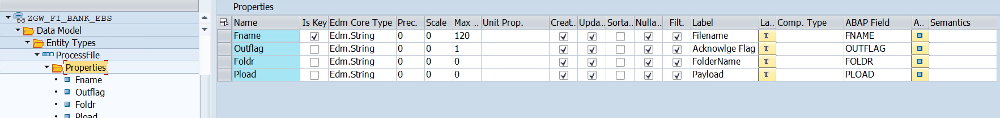 ZGW_FI_BANK_EBS
Data Model
Entity Types
ProcessFile
Properties
Fname
Outflag
Foldr
Pload
Properties
Name Is Key Edm Core Type Prec. Scale Max ... Unit Prop. Creat... Upda... Sorta... Nulla... Filt. Label La... Comp. Type ABAP Field A... Semantics
Fname Edm.String 0 0 120 Filename T FNAME
Outflag Edm.String 0 0 1 Acknowlge Flag T OUTFLAG
Foldr Edm.String 0 0 0 FolderName T FOLDR
Pload Edm.String 0 0 0 Payload T PLOAD